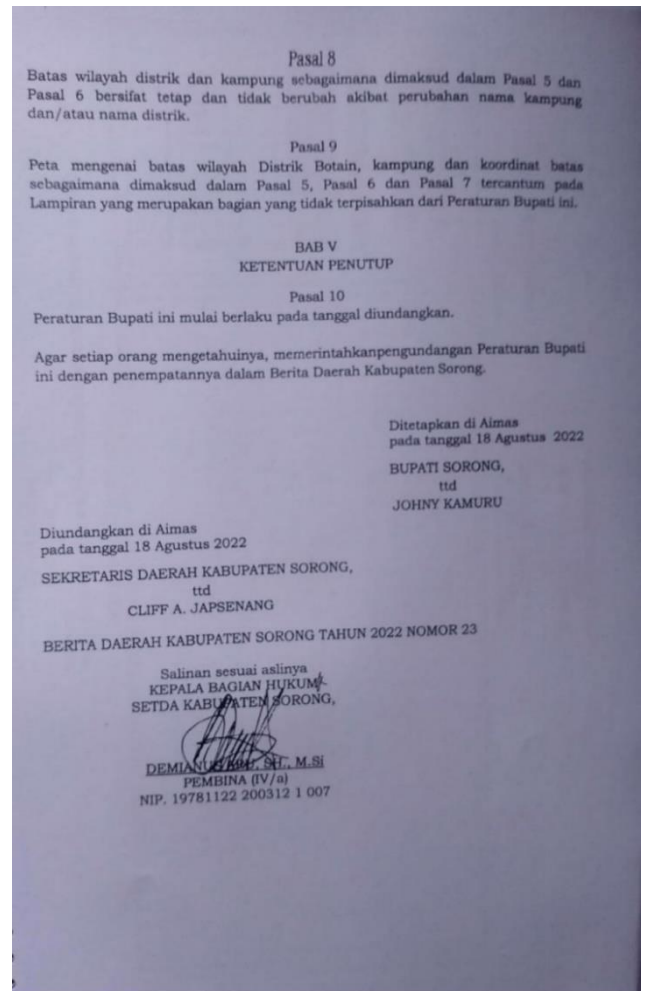 Pasal 8
Batas wilayah distrik dan kampung sebagaimana dimaksud dalam Pasal 5 dan
Pasal 6 bersifat tetap dan tidak berubah akibat perubahan nama kampung
dan/atau nama distrik.
Pasal 9
Peta mengenai batas wilayah Distrik Botain, kampung dan koordinat batas
sebagaimana dimaksud dalam Pasal 5, Pasal 6 dan Pasal 7 tercantum pada
Lampiran yang merupakan bagian yang tidak terpisahkan dari Peraturan Bupati ini.
BAB V
KETENTUAN PENUTUP
Pasal 10
Peraturan Bupati ini mulai berlaku pada tanggal diundangkan.
Agar setiap orang mengetahuinya, memerintahkanpengundangan Peraturan Bupati
ini dengan penempatannya dalam Berita Daerah Kabupaten Sorong.
Ditetapkan di Aimas
pada tanggal 18 Agustus 2022
BUPATI SORONG,
ttd
JOHNY KAMURU
Diundangkan di Aimas
pada tanggal 18 Agustus 2022
SEKRETARIS DAERAH KABUPATEN SORONG,
ttd
CLIFF A. JAPSENANG
BERITA DAERAH KABUPATEN SORONG TAHUN 2022 NOMOR 23
Salinan sesuai aslinya
KEPALA BAGIAN HUKUM
SETDA KABUPATEN SORONG,
SH., M.Si
PEMBINA (IV/a)
NIP. 19781122 200312 1 007